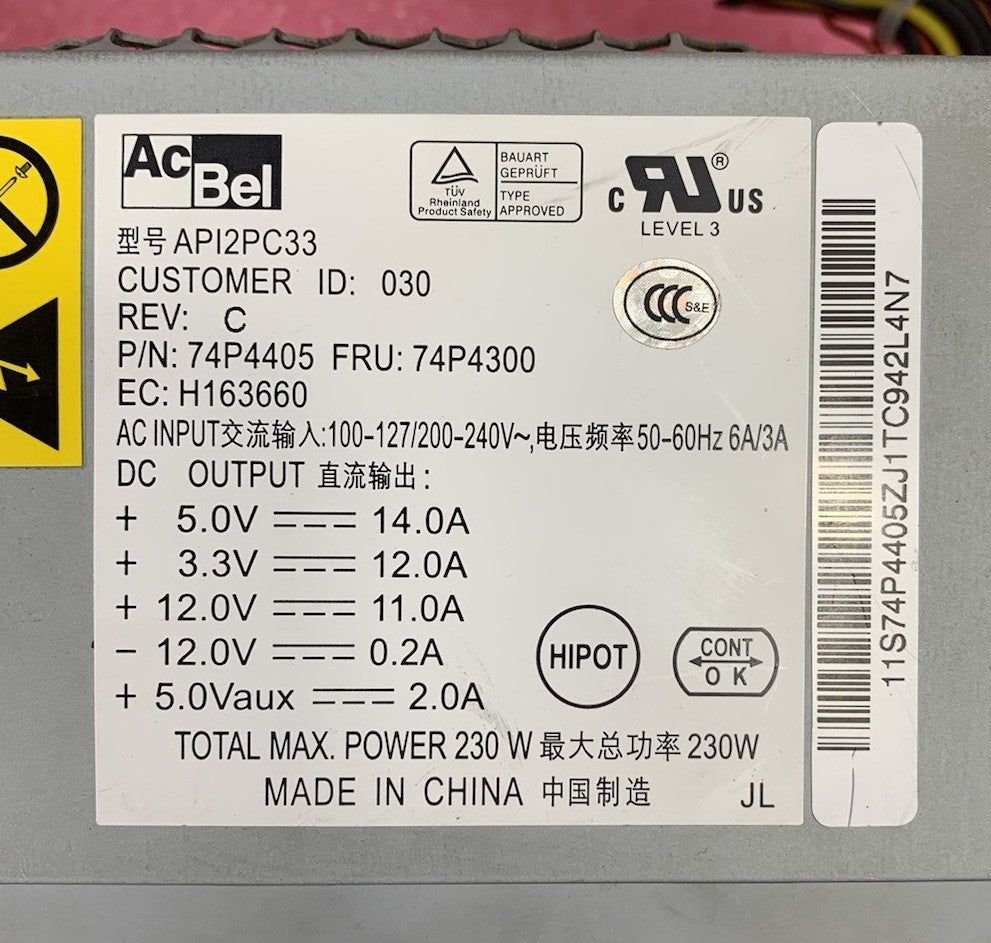 AcBel
TÜV
Rheinland
Product Safety
BAUART
GEPRÜFT
TYPE
APPROVED
C RU US
®
LEVEL 3
型号 API2PC33
CUSTOMER ID: 030
CCC S&E
REV: C
P/N: 74P4405 FRU: 74P4300
EC: H163660
AC INPUT交流输入:100-127/200-240V~,电压频率50-60Hz 6A/3A
DC OUTPUT 直流输出:
+ 5.0V 14.0A
+ 3.3V 12.0A
+ 12.0V 11.0A
- 12.0V 0.2A
+ 5.0Vaux 2.0A
HIPOT
CONT
OK
TOTAL MAX. POWER 230 W 最大总功率 230W
MADE IN CHINA 中国制造 JL
11S74P4405ZJ1TC942L4N7